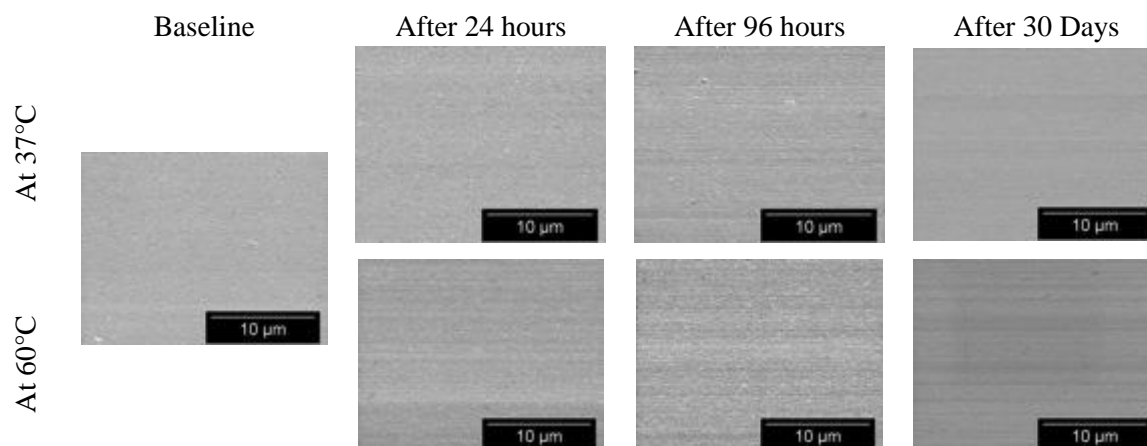 Baseline
After 24 hours
After 96 hours
After 30 Days
At 37°C
10 µm
10 µm
10 µm
10 µm
At 60°C
10 µm
10 µm
10 µm